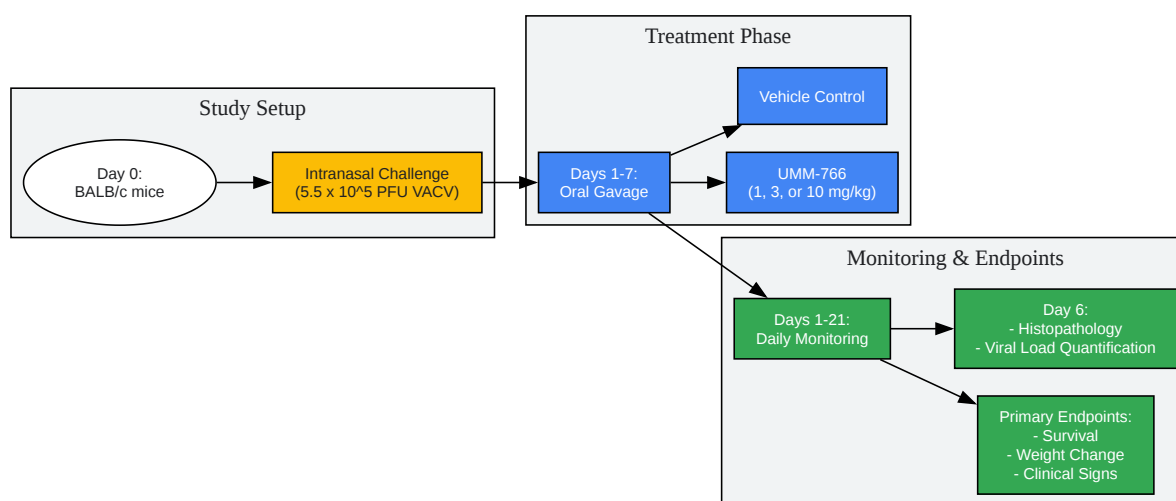 Study Setup
Day 0:
BALB/c mice
Intranasal Challenge
(5.5 x 10^5 PFU VACV)
Treatment Phase
Days 1-7:
Oral Gavage
Vehicle Control
UMM-766
(1, 3, or 10 mg/kg)
Monitoring & Endpoints
Days 1-21:
Daily Monitoring
Day 6:
- Histopathology
- Viral Load Quantification
Primary Endpoints:
- Survival
- Weight Change
- Clinical Signs